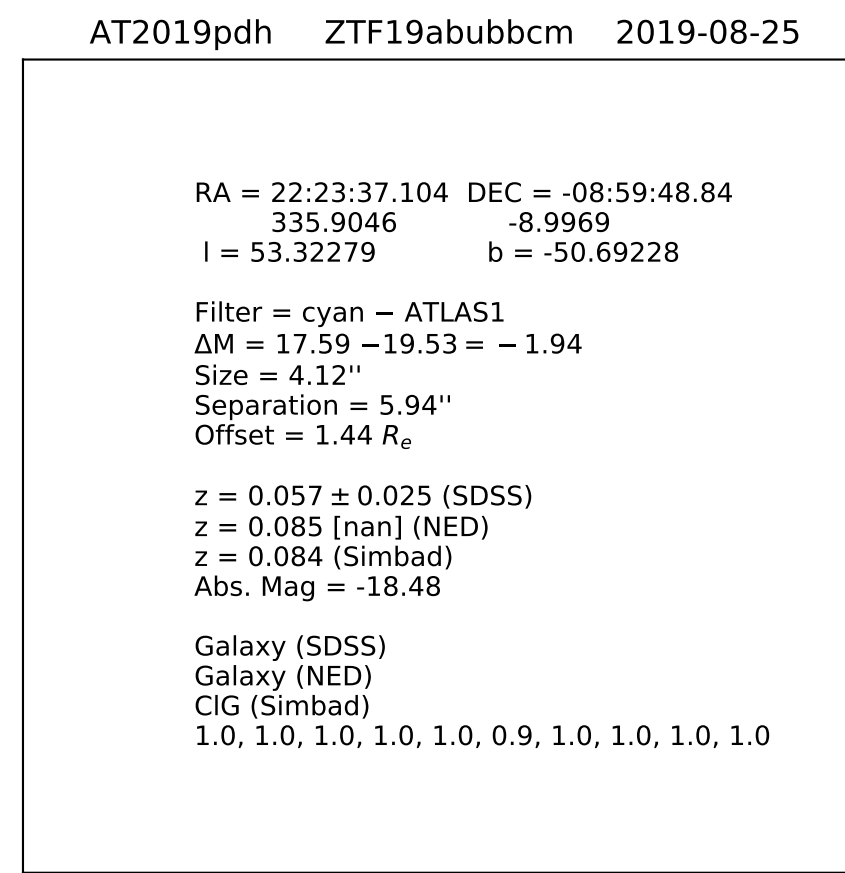 AT2019pdh ZTF19abubbcm 2019-08-25
RA = 22:23:37.104 DEC = -08:59:48.84
335.9046 -8.9969
l = 53.32279 b = -50.69228
Filter = cyan − ATLAS1
ΔM = 17.59 −19.53 = − 1.94
Size = 4.12''
Separation = 5.94''
Offset = 1.44 Rₑ
z = 0.057 ± 0.025 (SDSS)
z = 0.085 [nan] (NED)
z = 0.084 (Simbad)
Abs. Mag = -18.48
Galaxy (SDSS)
Galaxy (NED)
ClG (Simbad)
1.0, 1.0, 1.0, 1.0, 1.0, 0.9, 1.0, 1.0, 1.0, 1.0